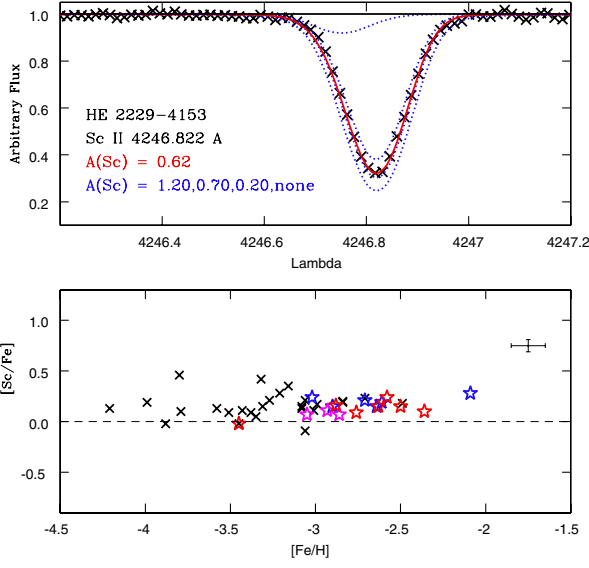 1.0
0.8
0.6
0.4
0.2
Arbitrary Flux
HE 2229-4153
Sc II 4246.822 A
A(Sc) = 0.62
A(Sc) = 1.20,0.70,0.20,none
4246.4 4246.6 4246.8 4247 4247.2
Lambda
1.0
0.5
0.0
-0.5
[Sc/Fe]
-4.5 -4 -3.5 -3 -2.5 -2 -1.5
[Fe/H]